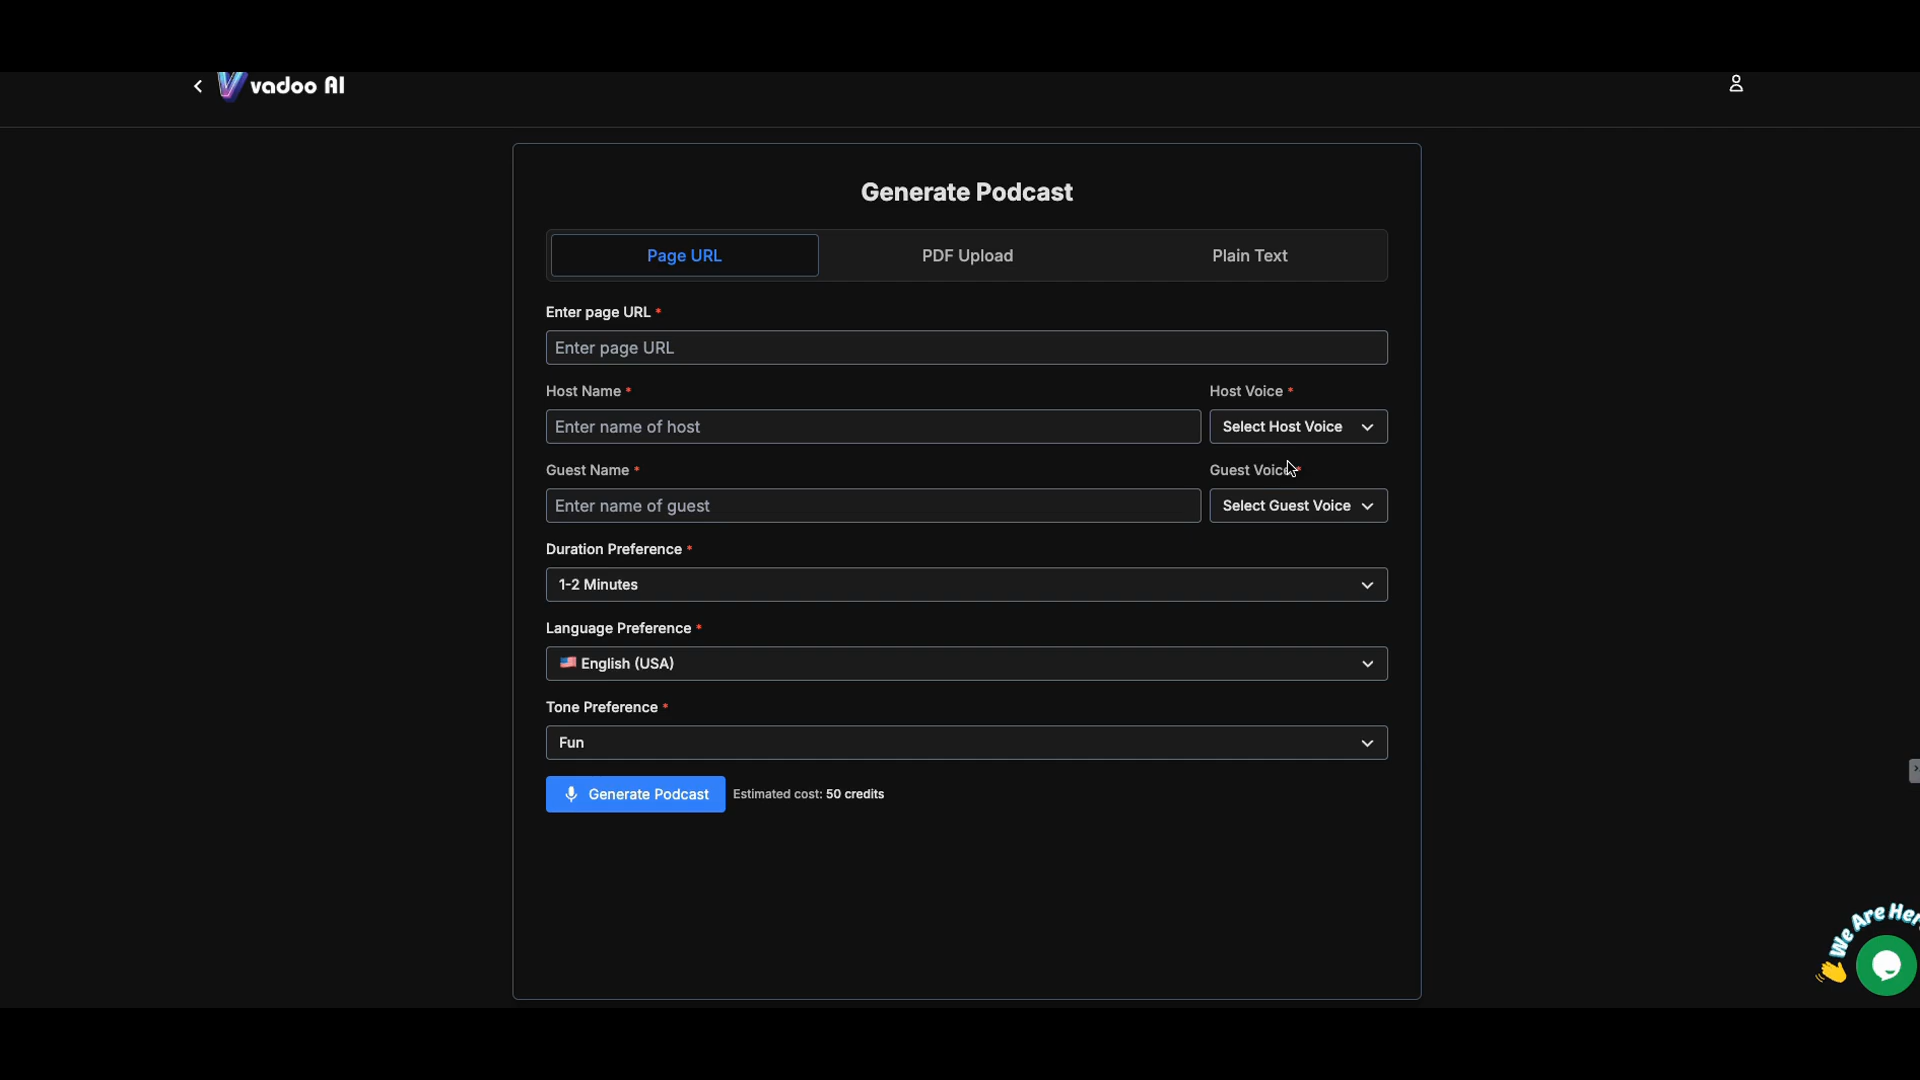 vadoo AI
Generate Podcast
Page URL PDF Upload Plain Text
Enter page URL *
Enter page URL
Host Name * Host Voice *
Enter name of host Select Host Voice
Guest Name * Guest Voice *
Enter name of guest Select Guest Voice
Duration Preference *
1-2 Minutes
Language Preference *
🇺🇸 English (USA)
Tone Preference *
Fun
Generate Podcast Estimated cost: 50 credits
We Are Her